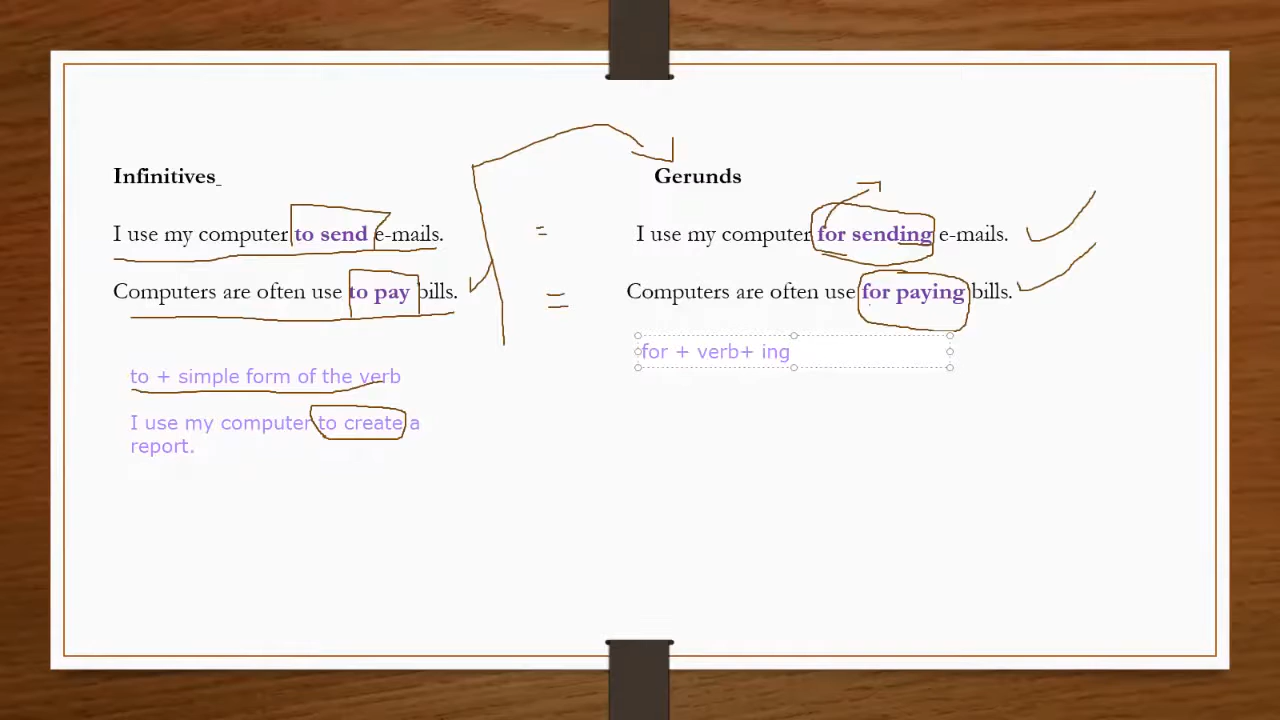 Infinitives
I use my computer to send e-mails.
Computers are often use to pay bills.
to + simple form of the verb
I use my computer to create a
report.
Gerunds
I use my computer for sending e-mails.
Computers are often use for paying bills.
for + verb+ ing
=
=